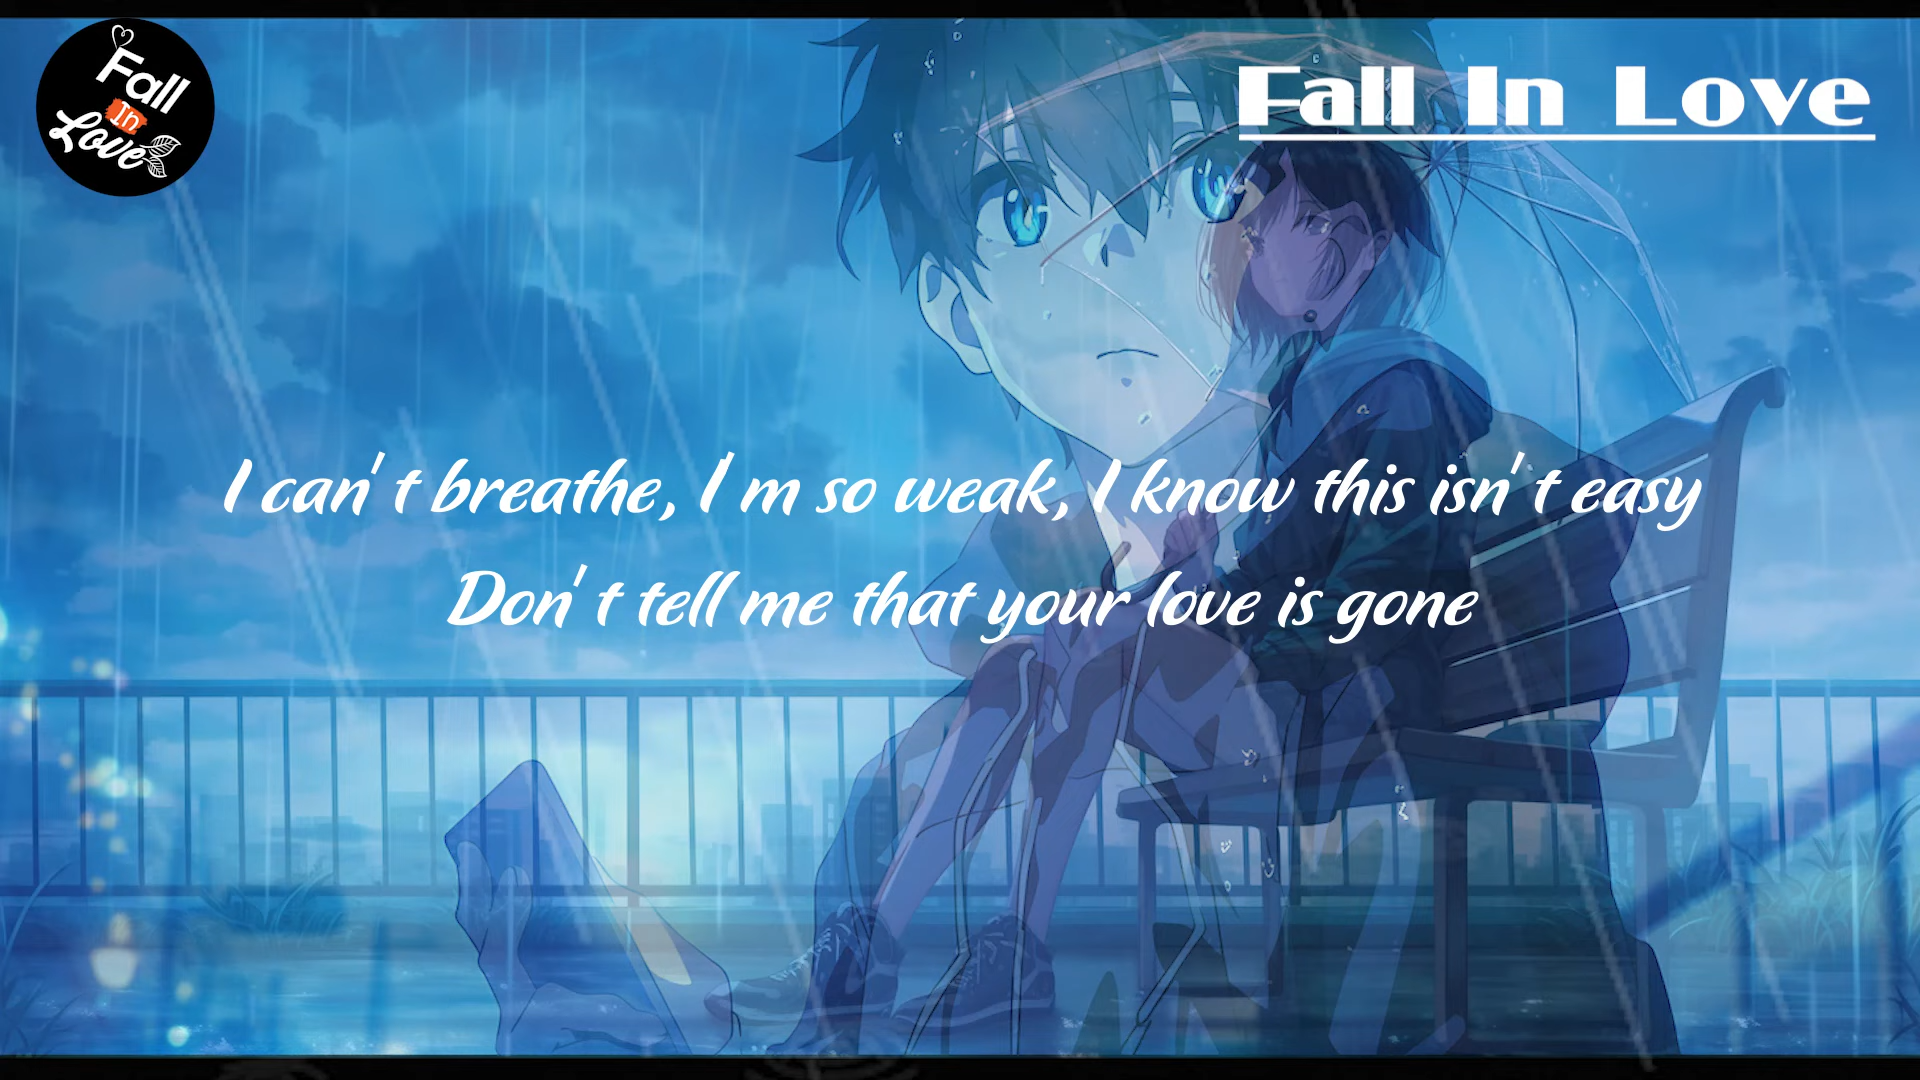 Fall
In
Love
Fall In Love
I can't breathe, I'm so weak, I know this isn't easy
Don't tell me that your love is gone